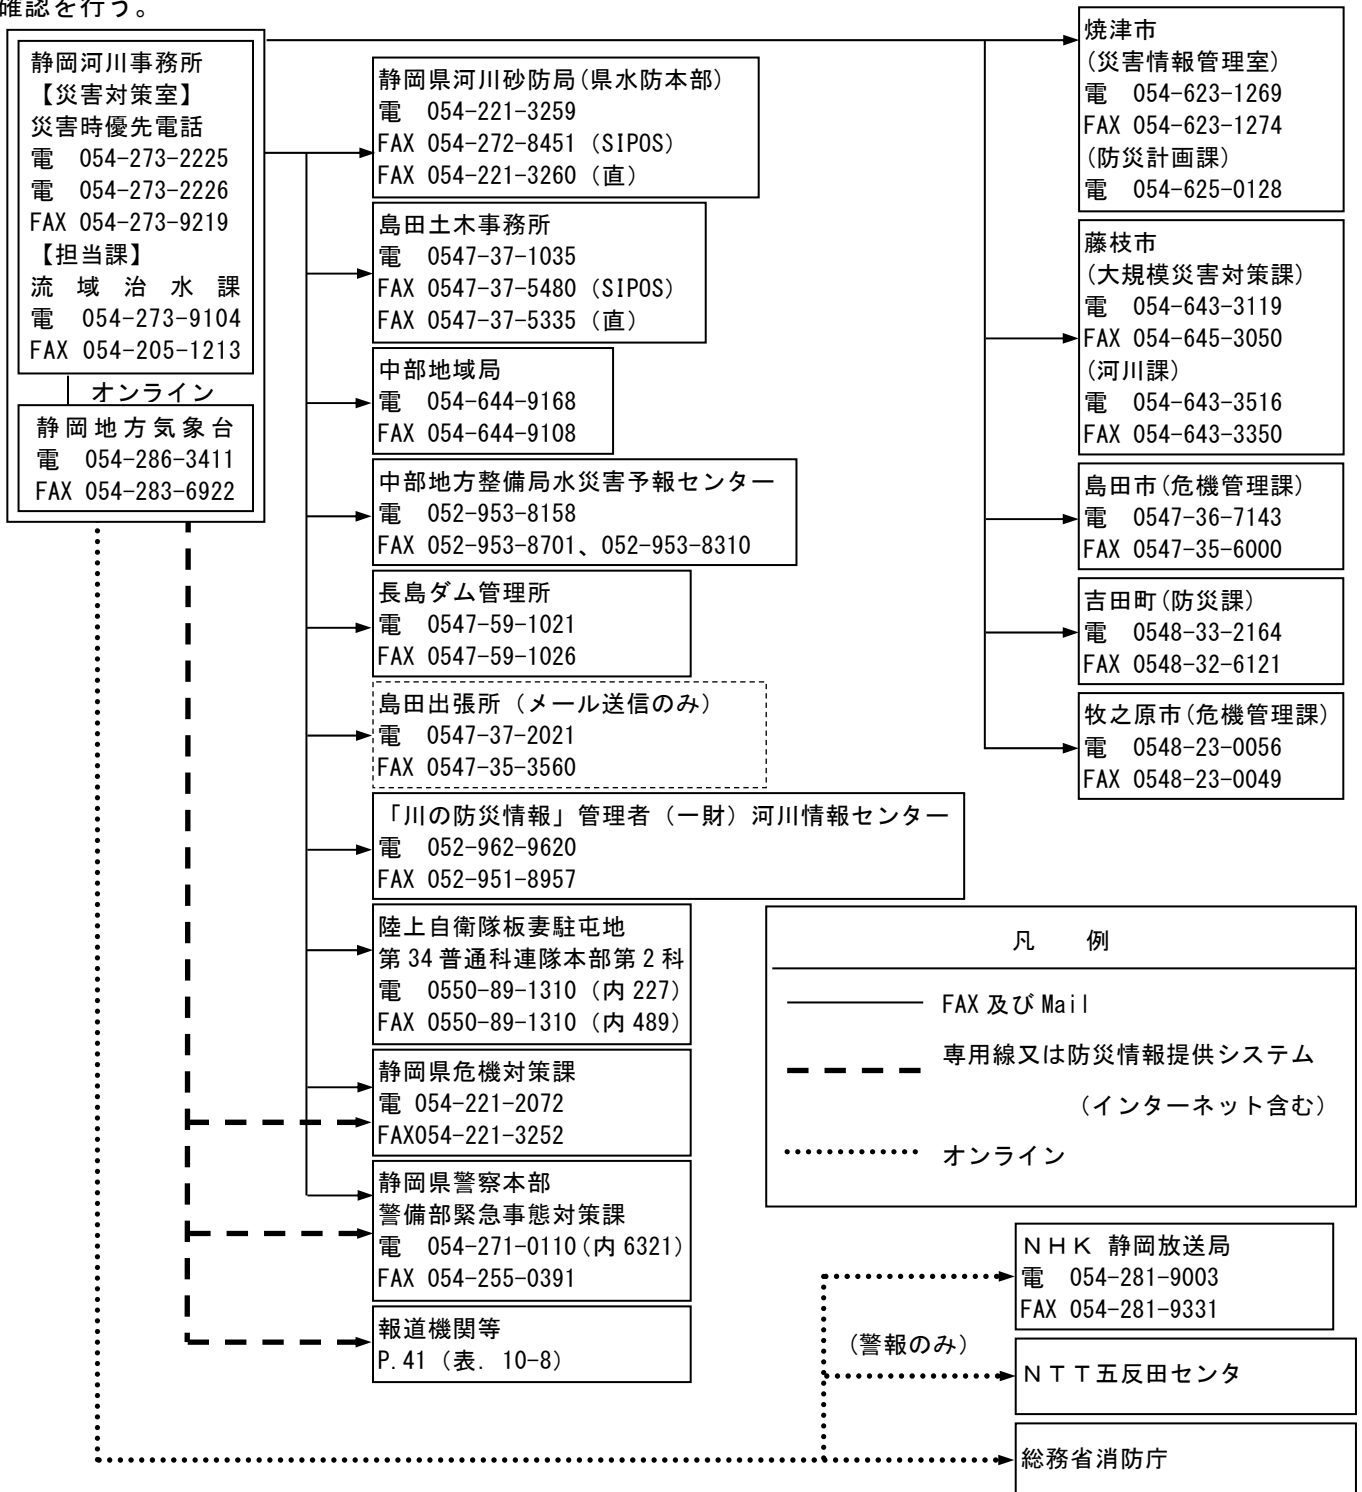 確認を行う。
静岡河川事務所
【災害対策室】
災害時優先電話
電　054-273-2225
電　054-273-2226
FAX 054-273-9219
【担当課】
流　域　治　水　課
電　054-273-9104
FAX 054-205-1213
オンライン
静岡地方気象台
電　054-286-3411
FAX 054-283-6922
静岡県河川砂防局(県水防本部)
電　054-221-3259
FAX 054-272-8451（SIPOS）
FAX 054-221-3260（直）
島田土木事務所
電　0547-37-1035
FAX 0547-37-5480（SIPOS）
FAX 0547-37-5335（直）
中部地域局
電　054-644-9168
FAX 054-644-9108
中部地方整備局水災害予報センター
電　052-953-8158
FAX 052-953-8701、052-953-8310
長島ダム管理所
電　0547-59-1021
FAX 0547-59-1026
島田出張所（メール送信のみ）
電　0547-37-2021
FAX 0547-35-3560
「川の防災情報」管理者（一財）河川情報センター
電　052-962-9620
FAX 052-951-8957
陸上自衛隊板妻駐屯地
第34普通科連隊本部第2科
電　0550-89-1310（内227）
FAX 0550-89-1310（内489）
静岡県危機対策課
電 054-221-2072
FAX054-221-3252
静岡県警察本部
警備部緊急事態対策課
電　054-271-0110(内6321)
FAX 054-255-0391
報道機関等
P.41（表. 10-8）
焼津市
(災害情報管理室)
電　054-623-1269
FAX 054-623-1274
(防災計画課)
電　054-625-0128
藤枝市
(大規模災害対策課)
電　054-643-3119
FAX 054-645-3050
(河川課)
電　054-643-3516
FAX 054-643-3350
島田市(危機管理課)
電　0547-36-7143
FAX 0547-35-6000
吉田町(防災課)
電　0548-33-2164
FAX 0548-32-6121
牧之原市(危機管理課)
電　0548-23-0056
FAX 0548-23-0049
凡　　例
FAX及びMail
専用線又は防災情報提供システム
（インターネット含む）
オンライン
(警報のみ)
ＮＨＫ 静岡放送局
電　054-281-9003
FAX 054-281-9331
ＮＴＴ五反田センタ
総務省消防庁